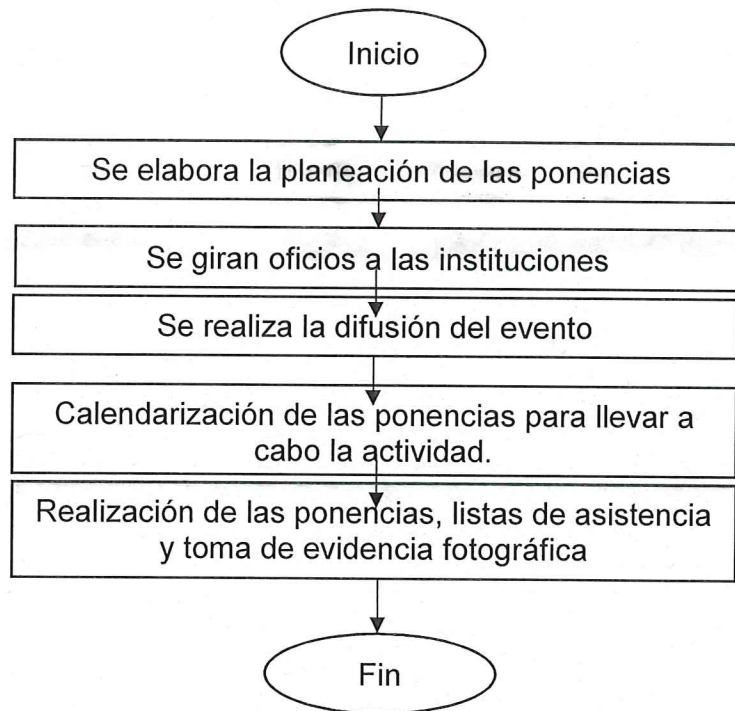 Inicio
Se elabora la planeación de las ponencias
Se giran oficios a las instituciones
Se realiza la difusión del evento
Calendarización de las ponencias para llevar a
cabo la actividad.
Realización de las ponencias, listas de asistencia
y toma de evidencia fotográfica
Fin